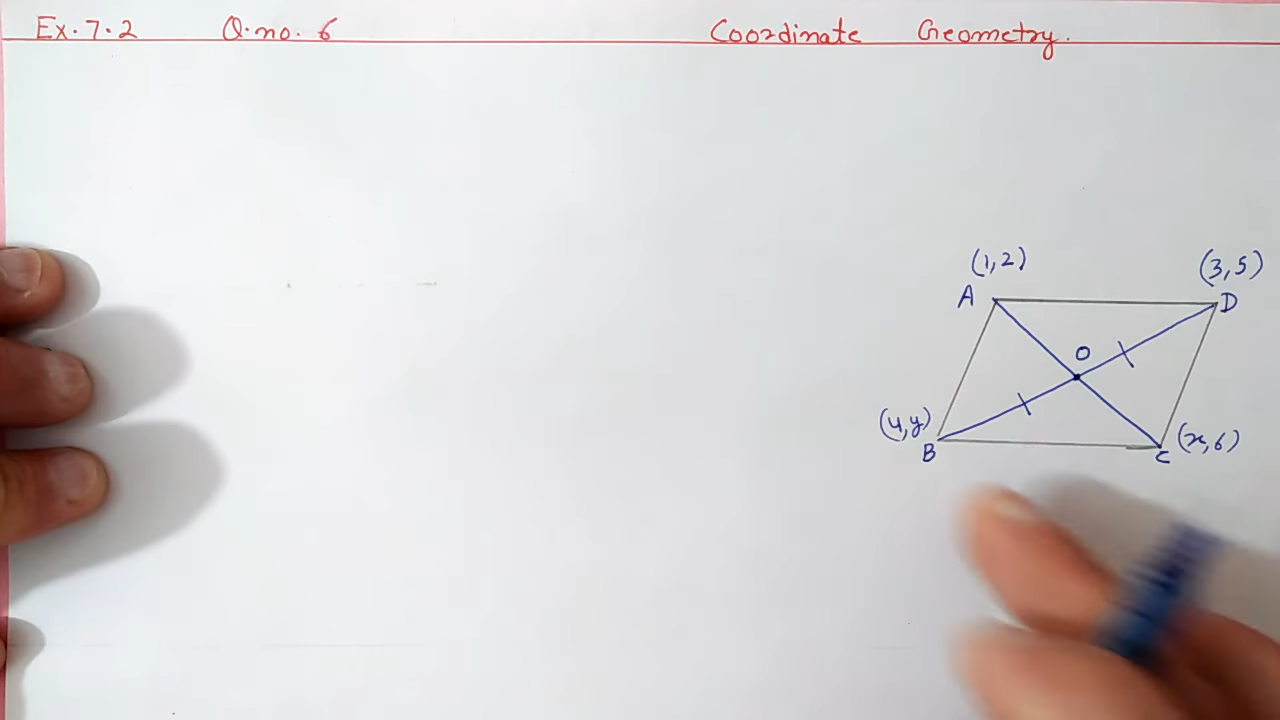 Ex. 7.2 Q. no. 6 Coordinate Geometry.
(1,2) (3,5)
A D
O
(4,y) (x,6)
B C